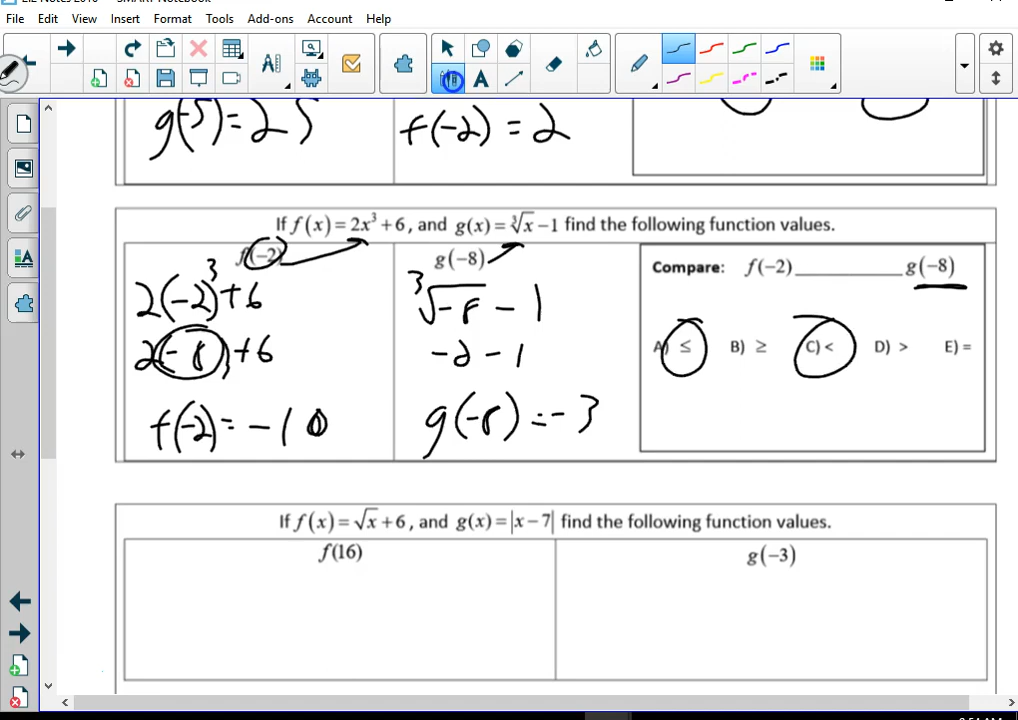 File Edit View Insert Format Tools Add-ons Account Help
g(-5) = 25
f(-2) = 2
If f(x) = 2x³ + 6, and g(x) = ∛x − 1 find the following function values.
f(-2)
2(-2)³ + 6
2(-8) + 6
f(-2) = -10
g(−8)
³√-8 - 1
-2 - 1
g(-8) = -3
Compare: f(-2)__________g(−8)
A) ≤ B) ≥ C) < D) > E) =
If f(x) = √x + 6, and g(x) = |x − 7| find the following function values.
f(16)
g(−3)